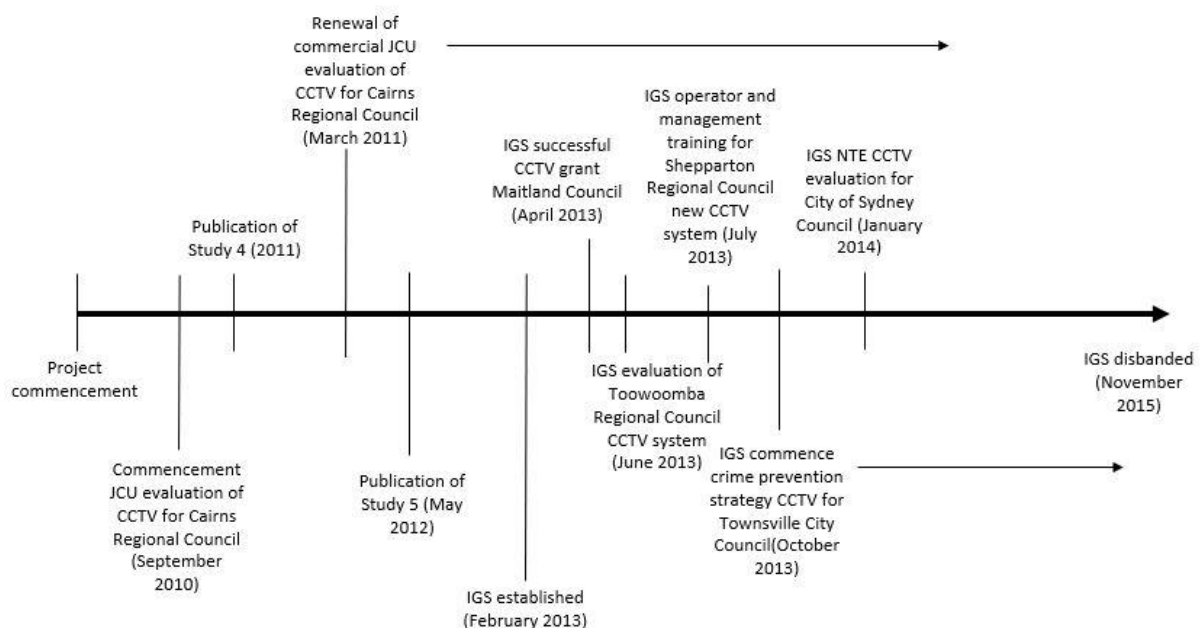 Renewal of
commercial JCU
evaluation of
CCTV for Cairns
Regional Council
(March 2011)
IGS operator and
management
training for
Shepparton
Regional Council
new CCTV
system (July
2013)
IGS successful
CCTV grant
Maitland Council
(April 2013)
IGS NTE CCTV
evaluation for
City of Sydney
Council (January
2014)
Publication of
Study 4 (2011)
Project
commencement
IGS disbanded
(November
2015)
IGS evaluation of
Toowoomba
Regional Council
CCTV system
(June 2013)
Commencement
JCU evaluation of
CCTV for Cairns
Regional Council
(September
2010)
Publication of
Study 5 (May
2012)
IGS commence
crime prevention
strategy CCTV for
Townsville City
Council(October
2013)
IGS established
(February 2013)